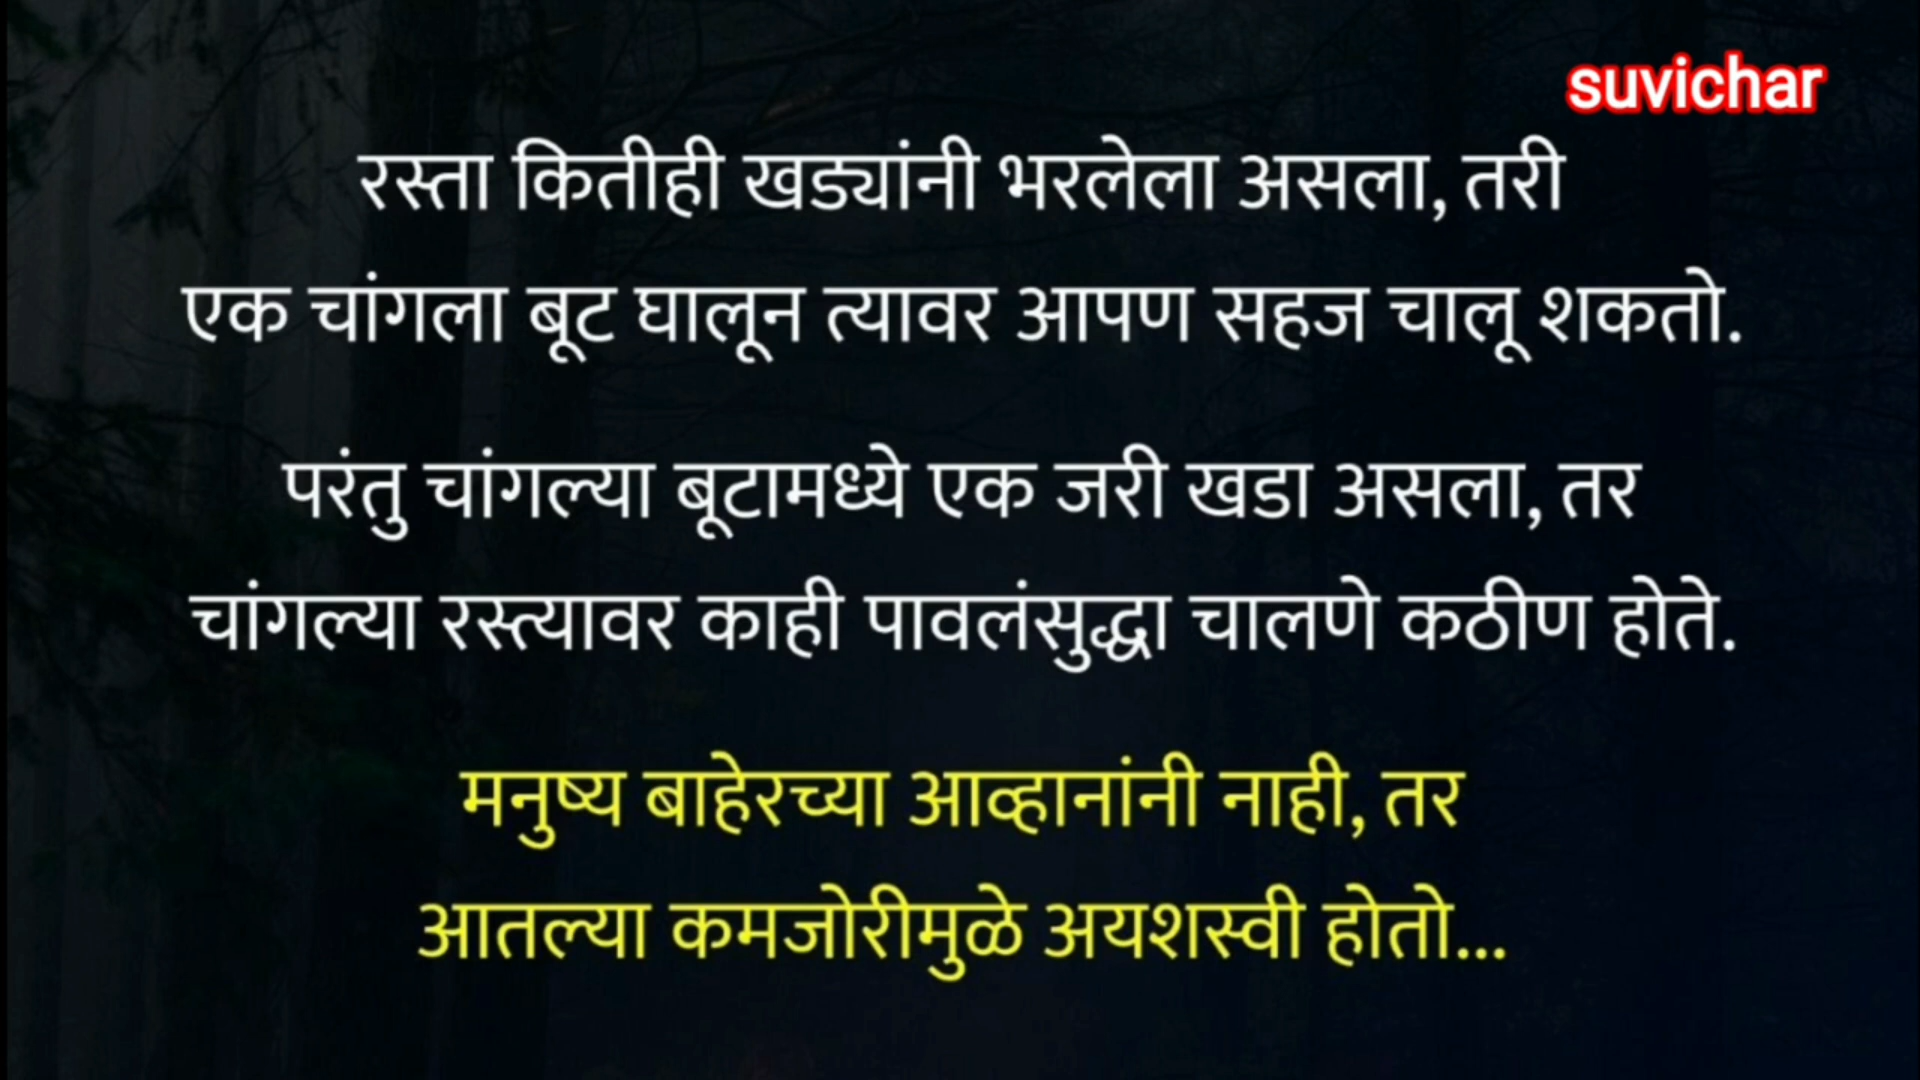 suvichar
रस्ता कितीही खड्यांनी भरलेला असला, तरी
एक चांगला बूट घालून त्यावर आपण सहज चालू शकतो.
परंतु चांगल्या बूटामध्ये एक जरी खडा असला, तर
चांगल्या रस्त्यावर काही पावलंसुद्धा चालणे कठीण होते.
मनुष्य बाहेरच्या आव्हानांनी नाही, तर
आतल्या कमजोरीमुळे अयशस्वी होतो...